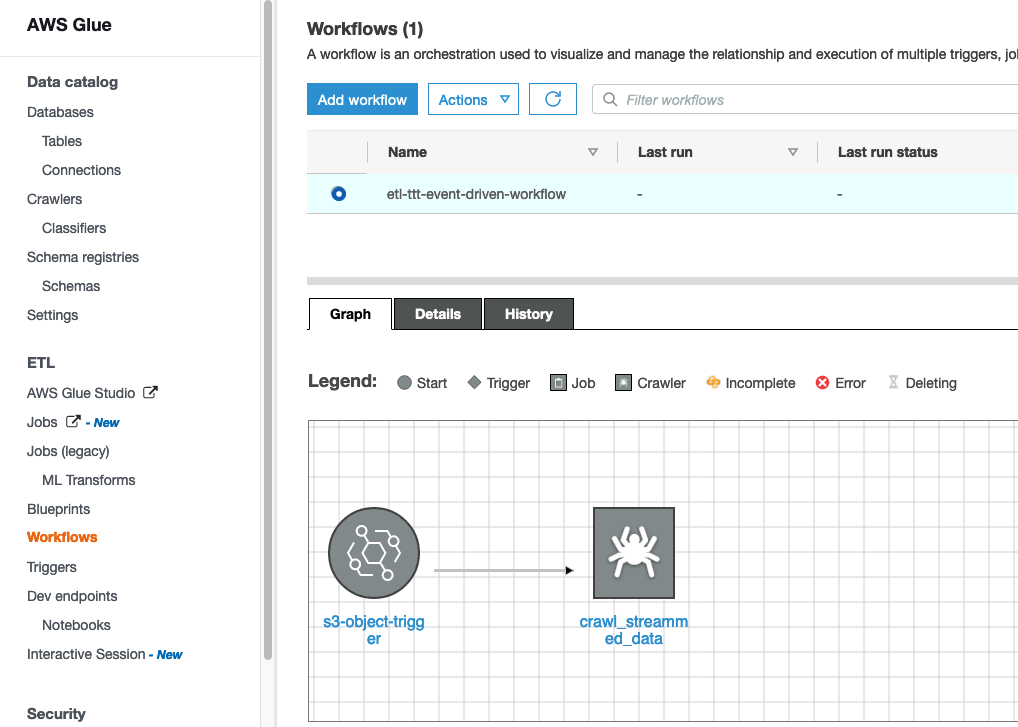 AWS Glue
Data catalog
Databases
Tables
Connections
Crawlers
Classifiers
Schema registries
Schemas
Settings
ETL
AWS Glue Studio
Jobs - New
Jobs (legacy)
ML Transforms
Blueprints
Workflows
Triggers
Dev endpoints
Notebooks
Interactive Session - New
Security
Workflows (1)
A workflow is an orchestration used to visualize and manage the relationship and execution of multiple triggers, jo
Add workflow Actions Filter workflows
Name Last run Last run status
etl-ttt-event-driven-workflow - -
Graph Details History
Legend: Start Trigger Job Crawler Incomplete Error Deleting
s3-object-trigg
er
crawl_streamm
ed_data